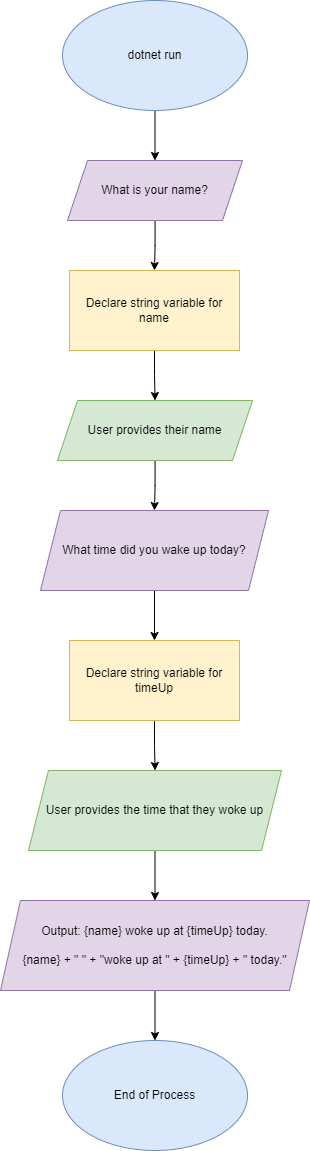 dotnet run
What is your name?
Declare string variable for
name
User provides their name
What time did you wake up today?
Declare string variable for
timeUp
User provides the time that they woke up
Output: {name} woke up at {timeUp} today.
{name} + " " + "woke up at " + {timeUp} + " today."
End of Process